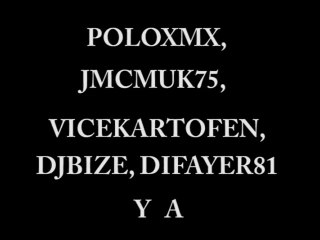 POLOXMX,
JMCMUK75,
VICEKARTOFEN,
DJBIZE, DIFAYER81
Y A